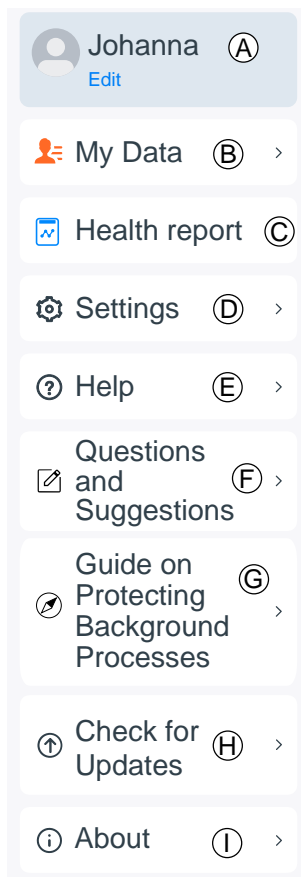 Johanna Ⓐ
Edit
My Data Ⓑ
Health report Ⓒ
Settings Ⓓ
Help Ⓔ
Questions
and Ⓕ
Suggestions
Guide on Ⓖ
Protecting
Background
Processes
Check for Ⓗ
Updates
About Ⓘ